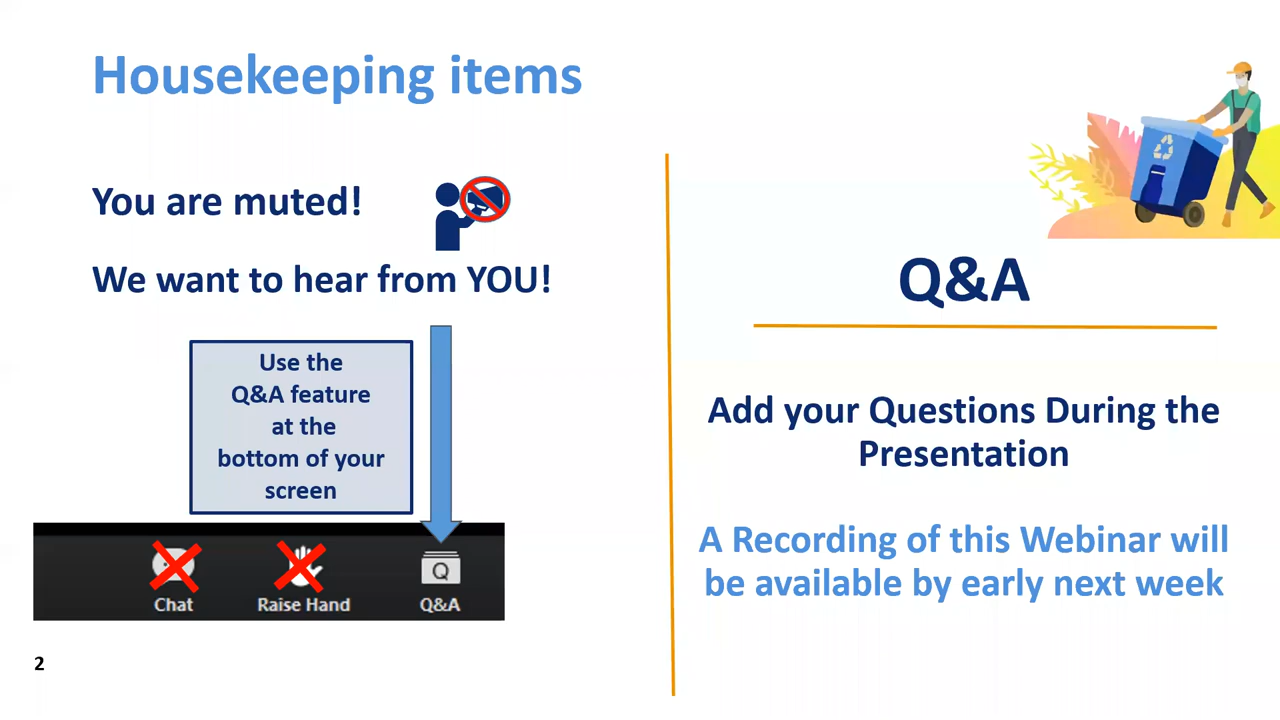 Housekeeping items
You are muted!
We want to hear from YOU!
Use the
Q&A feature
at the
bottom of your
screen
Chat
Raise Hand
Q
Q&A
2
Q&A
Add your Questions During the
Presentation
A Recording of this Webinar will
be available by early next week